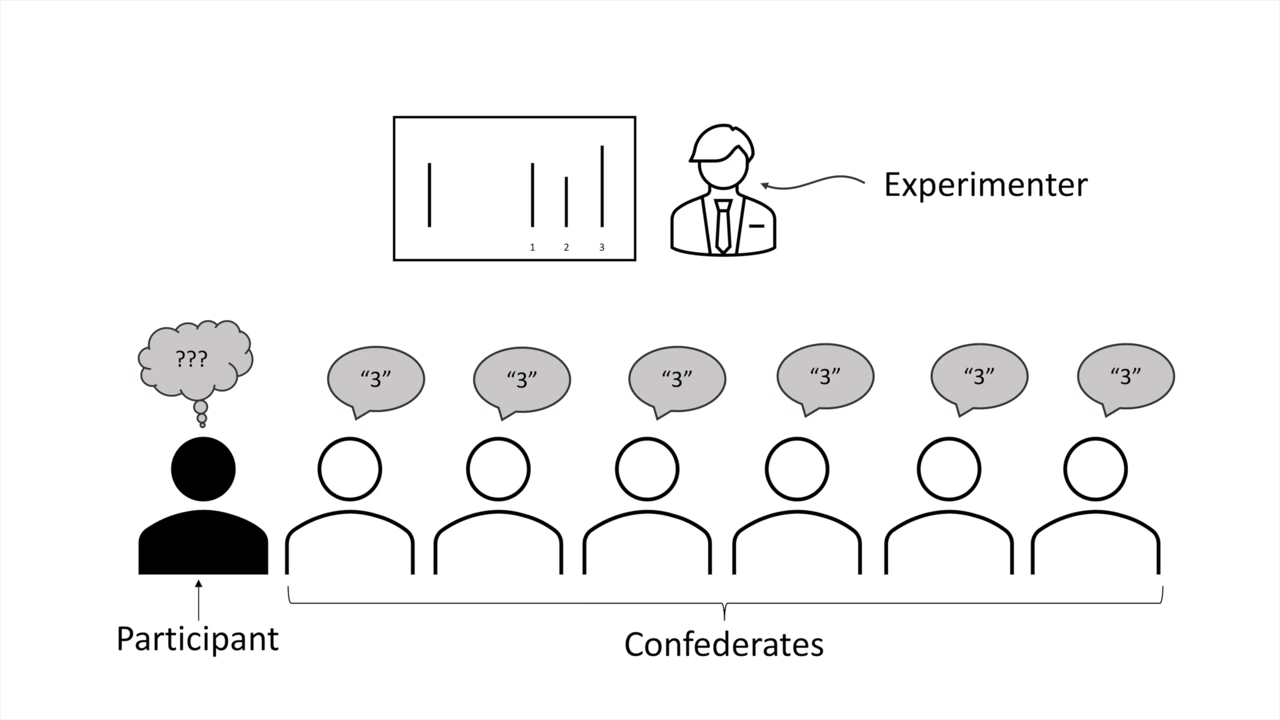 1 2 3
Experimenter
???
“3” “3” “3” “3” “3” “3”
Participant
Confederates